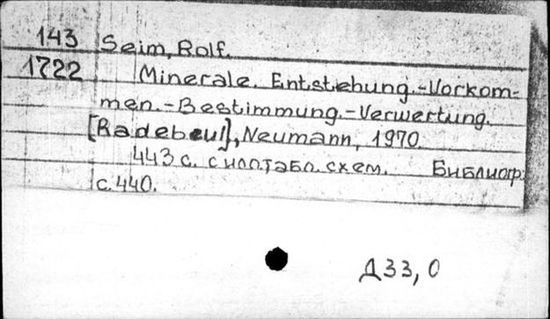 143 Seim, Rolf.
1722 Minerale. Entstehung.-Vorkom-
men.-Bestimmung.-Verwertung.
[Radebeul], Neumann, 1970.
443 с. с илл. табл. схем. Библиогр:
с. 440.
Д33,0